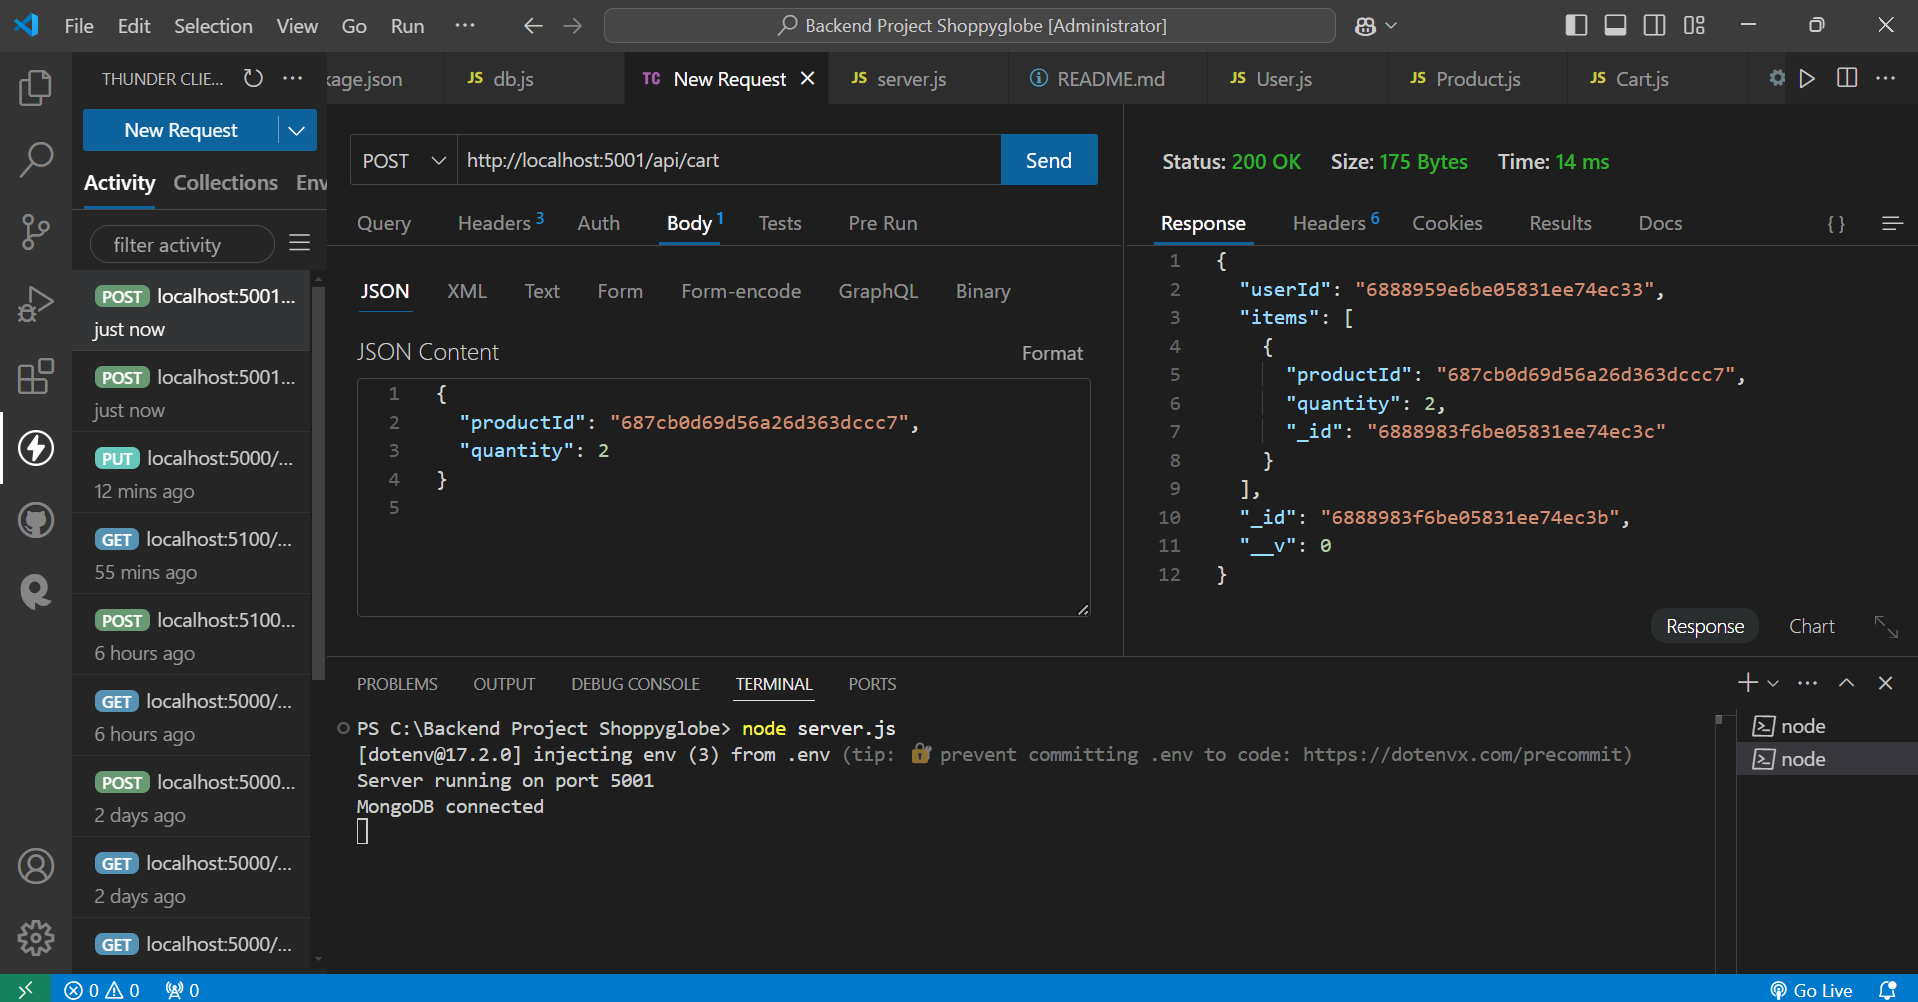 File Edit Selection View Go Run ··· Backend Project Shoppyglobe [Administrator]
THUNDER CLIE... ···
kage.json JS db.js TC New Request JS server.js README.md JS User.js JS Product.js JS Cart.js ···
New Request
Activity Collections Env
filter activity
POST localhost:5001...
just now
POST localhost:5001...
just now
PUT localhost:5000/...
12 mins ago
GET localhost:5100/...
55 mins ago
POST localhost:5100...
6 hours ago
GET localhost:5000/...
6 hours ago
POST localhost:5000...
2 days ago
GET localhost:5000/...
2 days ago
GET localhost:5000/...
POST http://localhost:5001/api/cart Send
Query Headers 3 Auth Body 1 Tests Pre Run
JSON XML Text Form Form-encode GraphQL Binary
JSON Content Format
1 {
2 "productId": "687cb0d69d56a26d363dccc7",
3 "quantity": 2
4 }
5
Status: 200 OK Size: 175 Bytes Time: 14 ms
Response Headers 6 Cookies Results Docs { }
1 {
2 "userId": "6888959e6be05831ee74ec33",
3 "items": [
4 {
5 "productId": "687cb0d69d56a26d363dccc7",
6 "quantity": 2,
7 "_id": "6888983f6be05831ee74ec3c"
8 }
9 ],
10 "_id": "6888983f6be05831ee74ec3b",
11 "__v": 0
12 }
Response Chart
PROBLEMS OUTPUT DEBUG CONSOLE TERMINAL PORTS ···
PS C:\Backend Project Shoppyglobe> node server.js
[dotenv@17.2.0] injecting env (3) from .env (tip: 🔐 prevent committing .env to code: https://dotenvx.com/precommit)
Server running on port 5001
MongoDB connected
node
node
0 0 0 Go Live